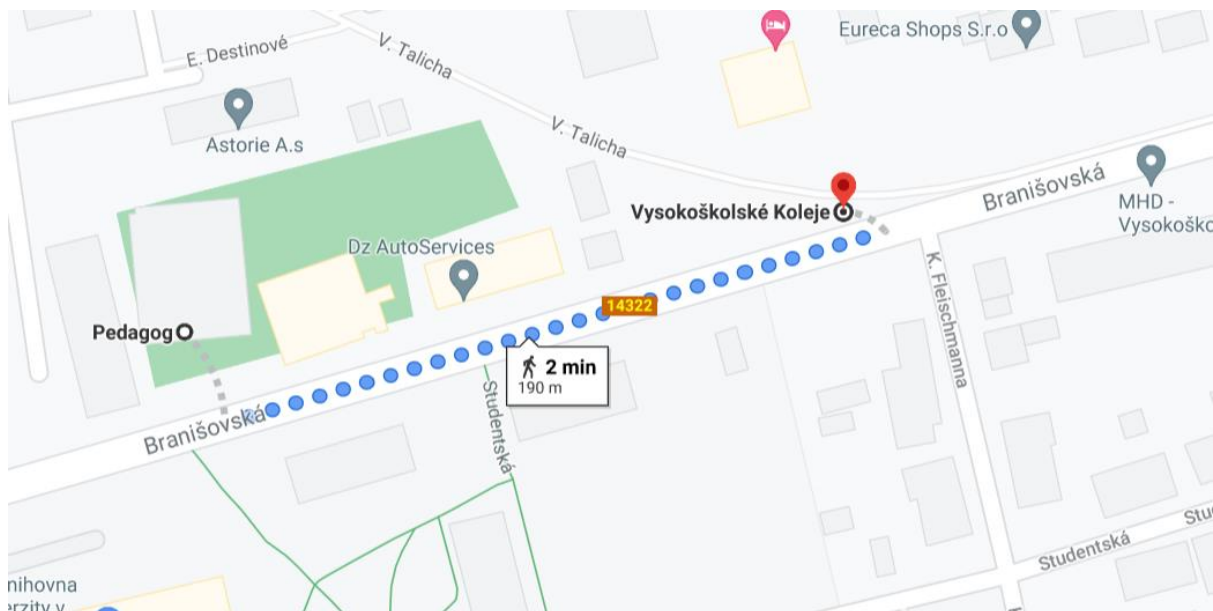 Eureca Shops S.r.o
E. Destinové
V. Talicha
Astorie A.s
V. Talicha
Branišovská
MHD -
Vysokoško
Vysokoškolské Koleje
Dz AutoServices
K. Fleischmanna
14322
Pedagog
2 min
190 m
Branišovská
Studentská
Stu
Studentská
nihovna
erzity v